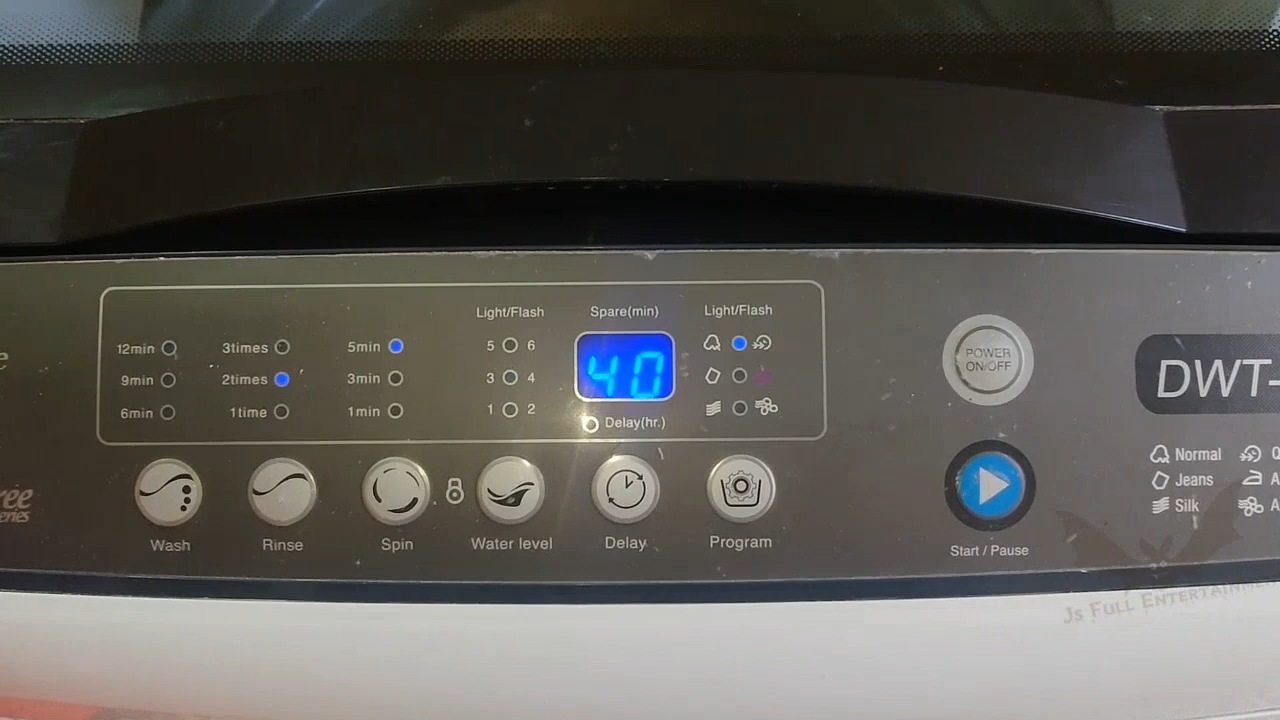 Light/Flash Spare(min) Light/Flash
12min 3times 5min 5 6 40
9min 2times 3min 3 4
6min 1time 1min 1 2
Delay(hr.)
POWER
ON/OFF
DWT-
Normal
Jeans
Silk
Wash Rinse Spin Water level Delay Program
Start / Pause
Js Full